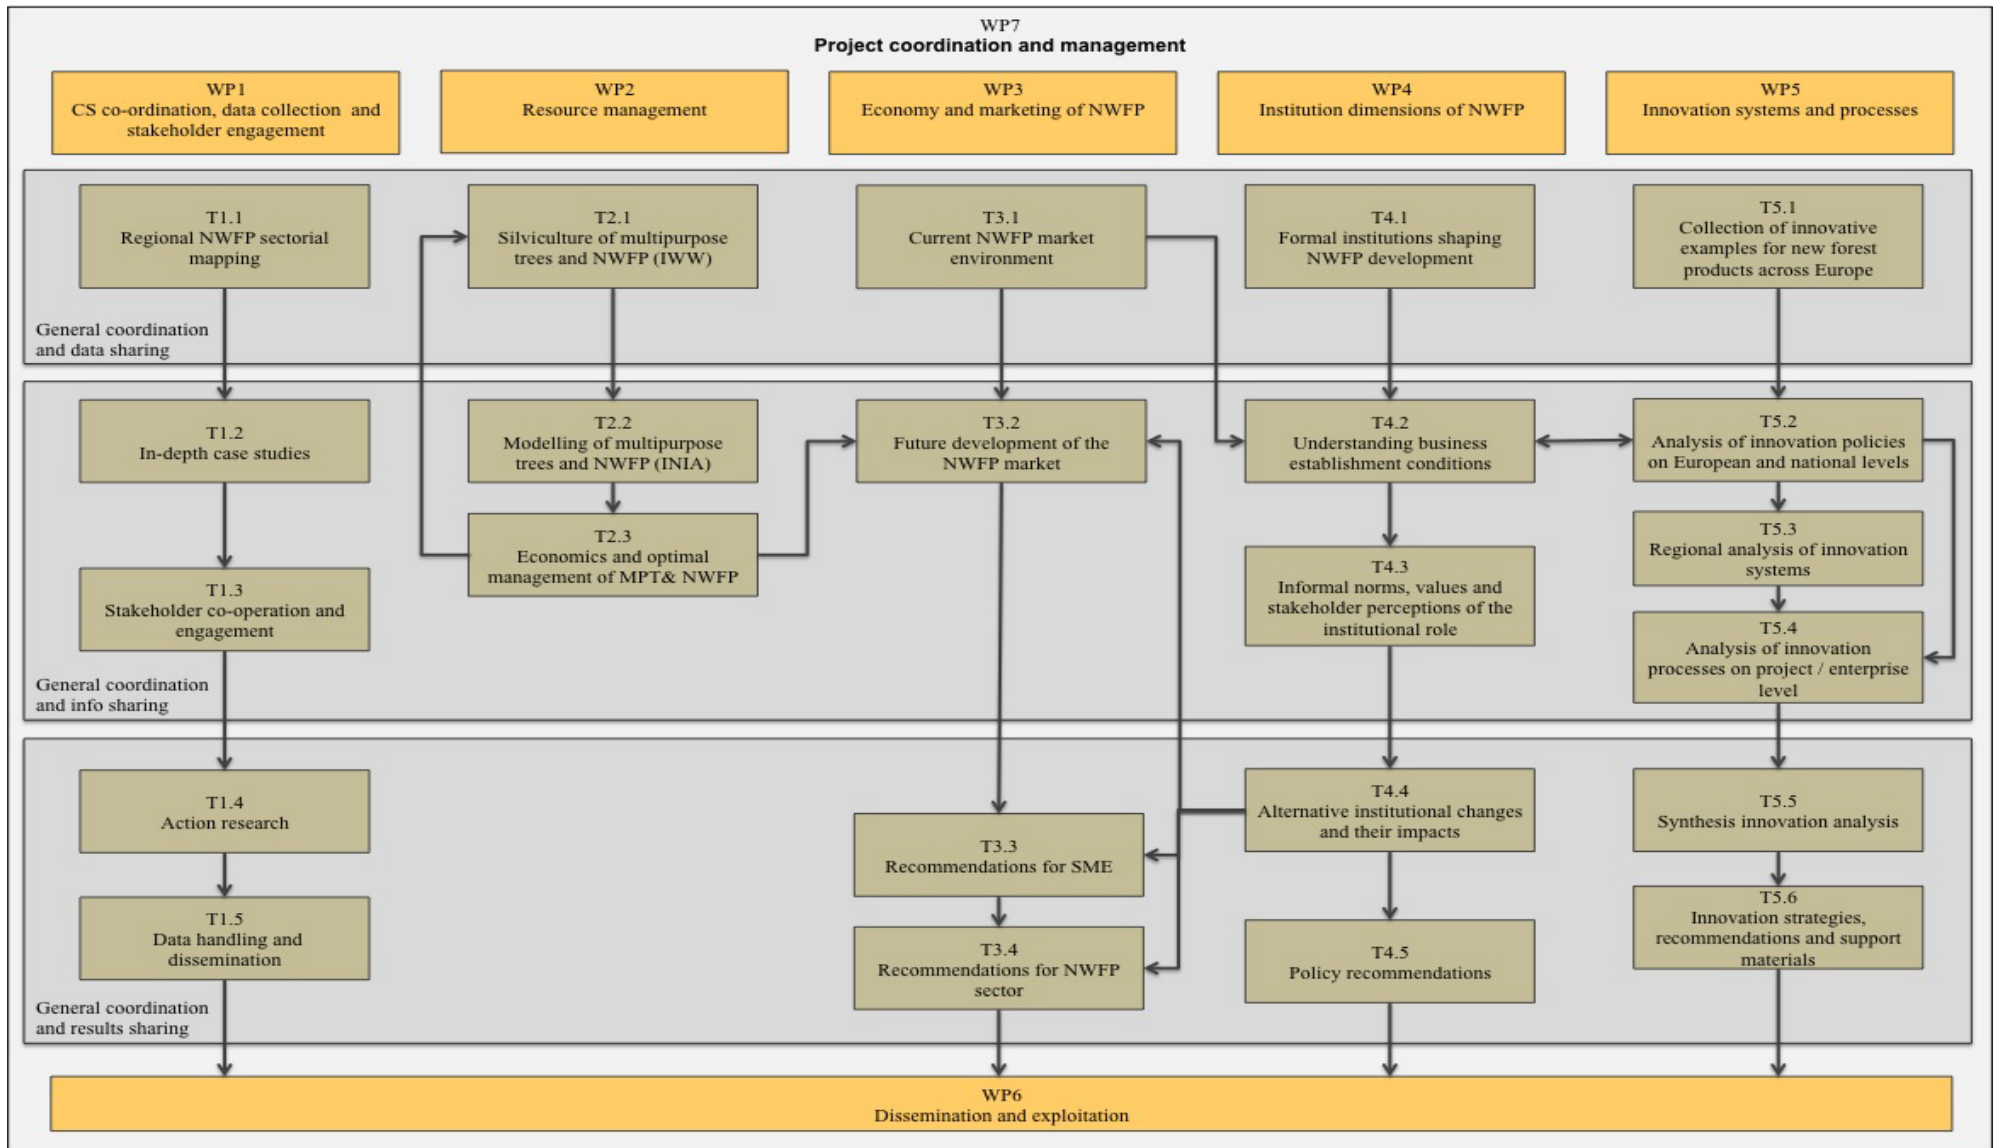 WP7
Project coordination and management
WP1
CS co-ordination, data collection and
stakeholder engagement
WP2
Resource management
WP3
Economy and marketing of NWFP
WP4
Institution dimensions of NWFP
WP5
Innovation systems and processes
T1.1
Regional NWFP sectorial
mapping
T2.1
Silviculture of multipurpose
trees and NWFP (IWW)
T3.1
Current NWFP market
environment
T4.1
Formal institutions shaping
NWFP development
T5.1
Collection of innovative
examples for new forest
products across Europe
General coordination
and data sharing
T1.2
In-depth case studies
T2.2
Modelling of multipurpose
trees and NWFP (INIA)
T3.2
Future development of the
NWFP market
T4.2
Understanding business
establishment conditions
T5.2
Analysis of innovation policies
on European and national levels
T2.3
Economics and optimal
management of MPT& NWFP
T5.3
Regional analysis of innovation
systems
T1.3
Stakeholder co-operation and
engagement
T4.3
Informal norms, values and
stakeholder perceptions of the
institutional role
T5.4
Analysis of innovation
processes on project / enterprise
level
General coordination
and info sharing
T1.4
Action research
T4.4
Alternative institutional changes
and their impacts
T5.5
Synthesis innovation analysis
T3.3
Recommendations for SME
T1.5
Data handling and
dissemination
T3.4
Recommendations for NWFP
sector
T4.5
Policy recommendations
T5.6
Innovation strategies,
recommendations and support
materials
General coordination
and results sharing
WP6
Dissemination and exploitation